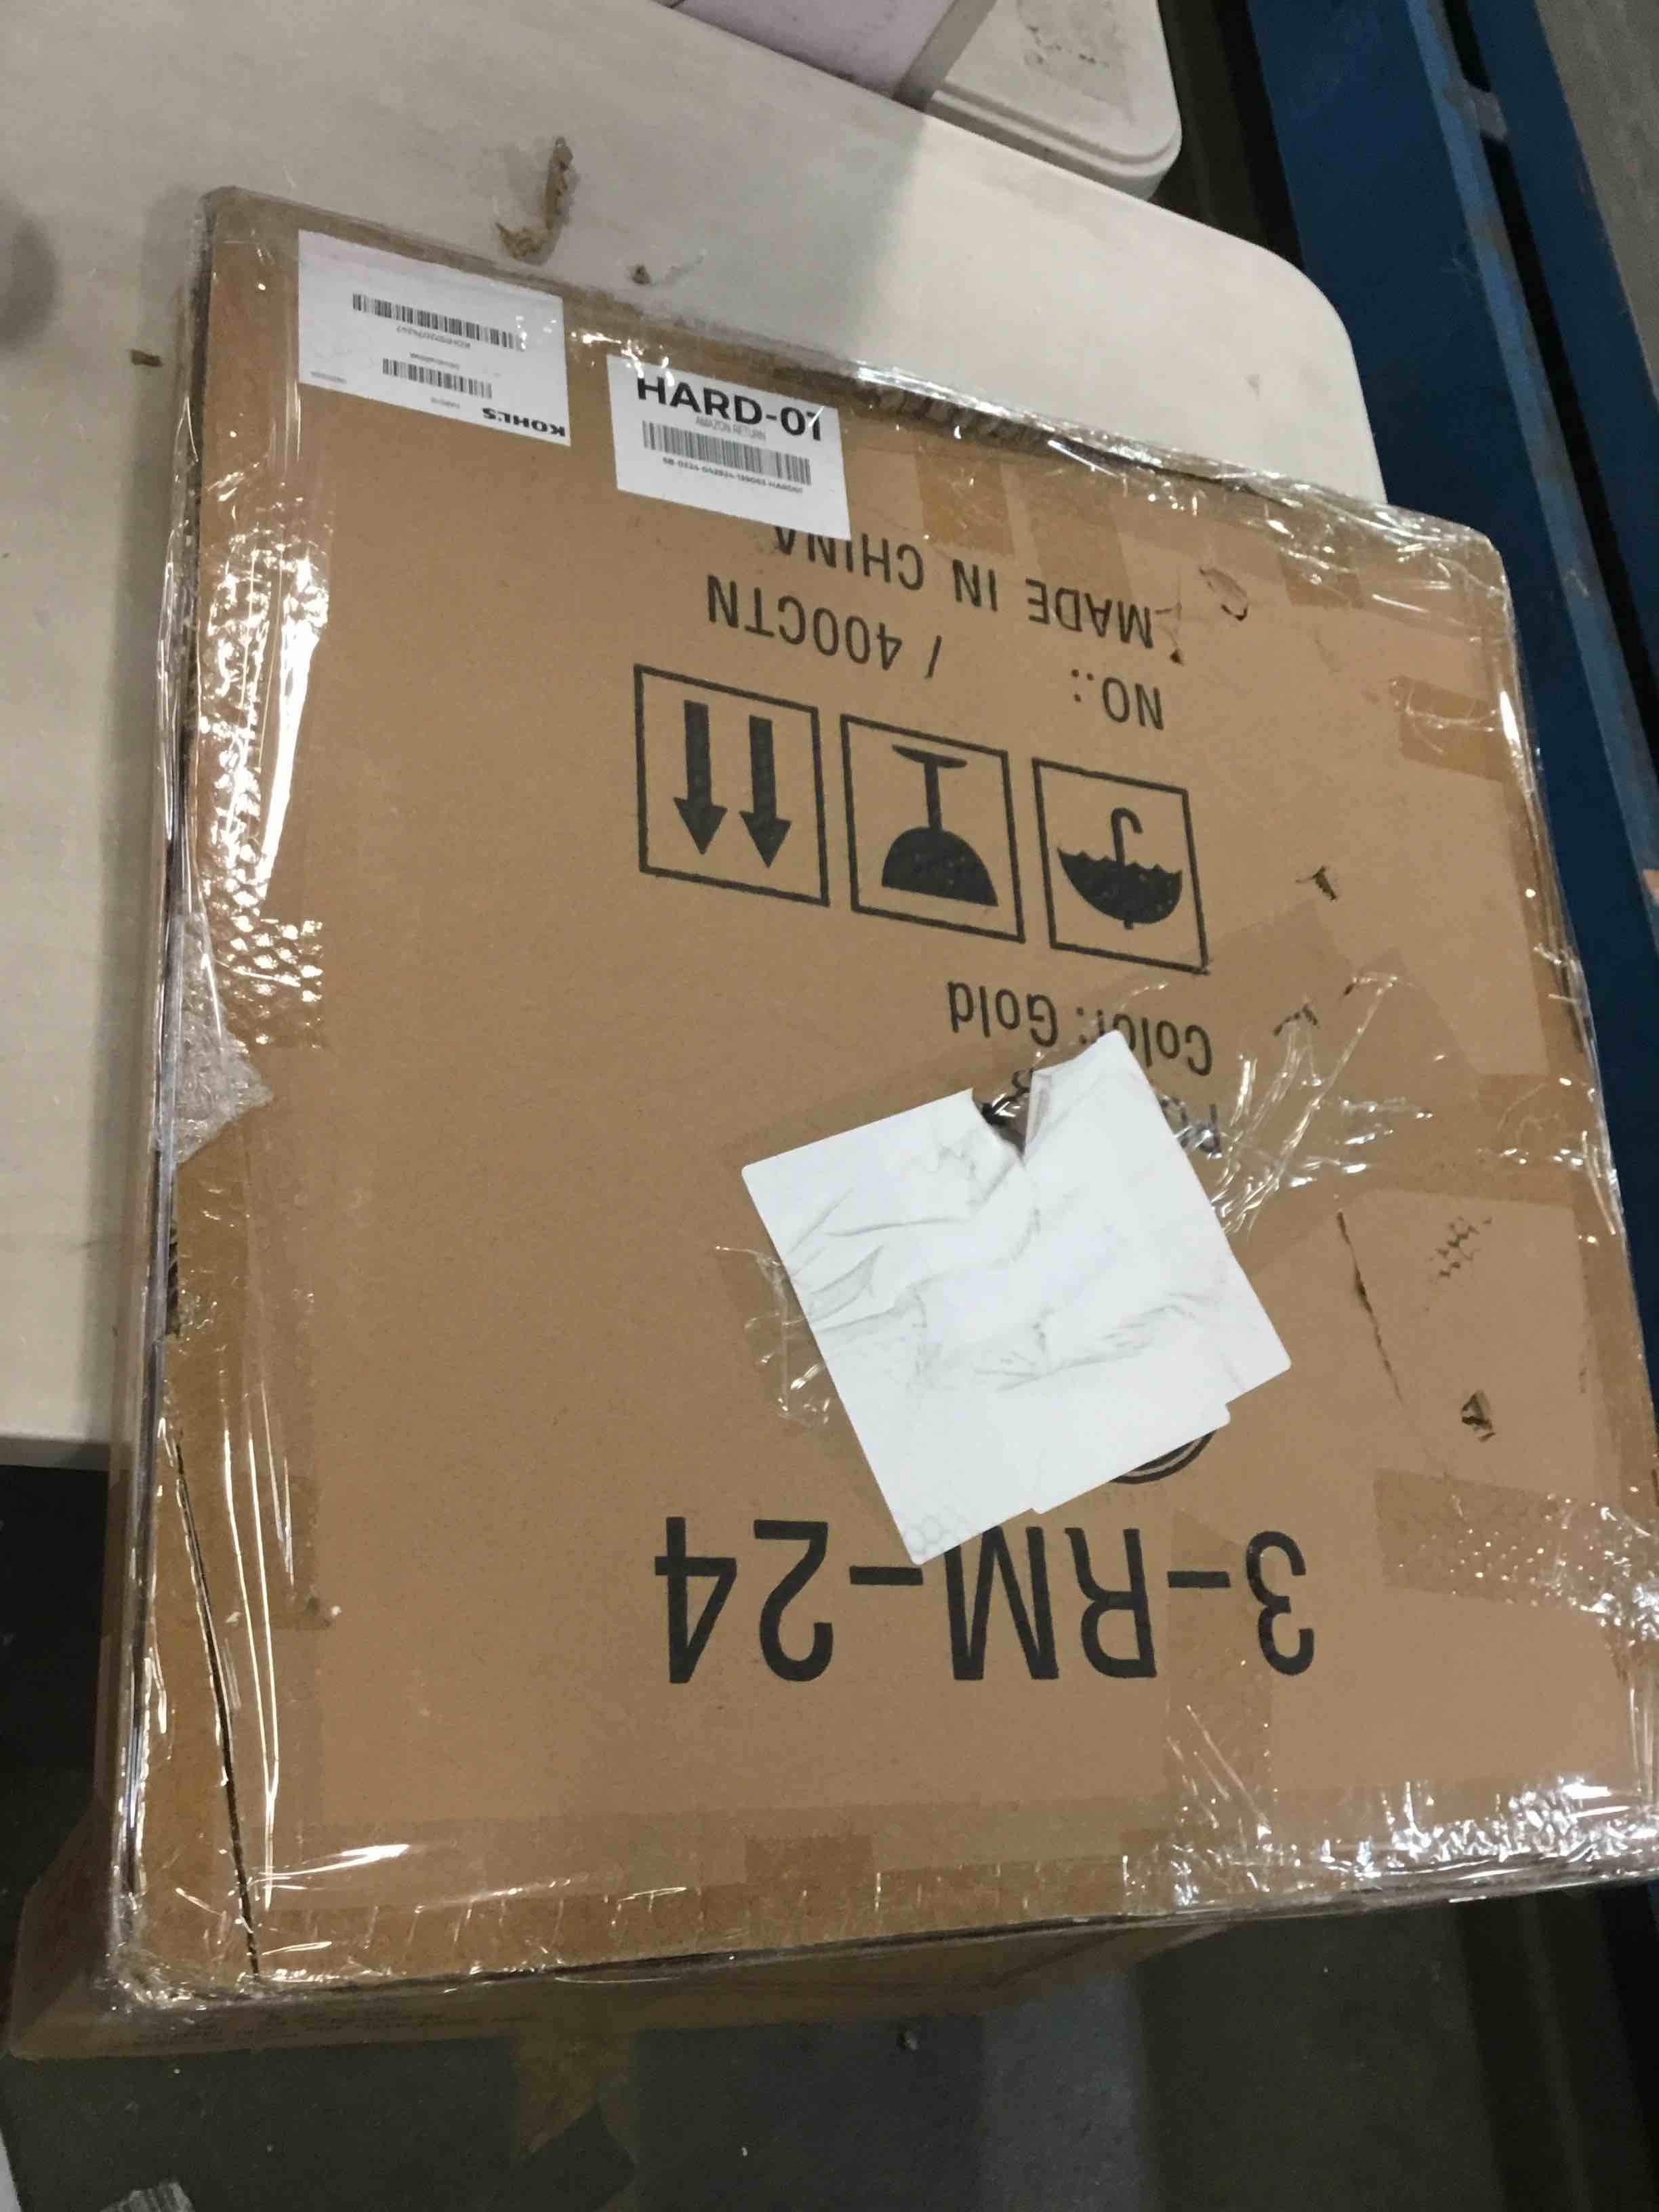 KOHL'S
HARD-01
AMAZON RETURN
3-RM-24
Color: Gold
NO.: / 400CTN
MADE IN CHINA